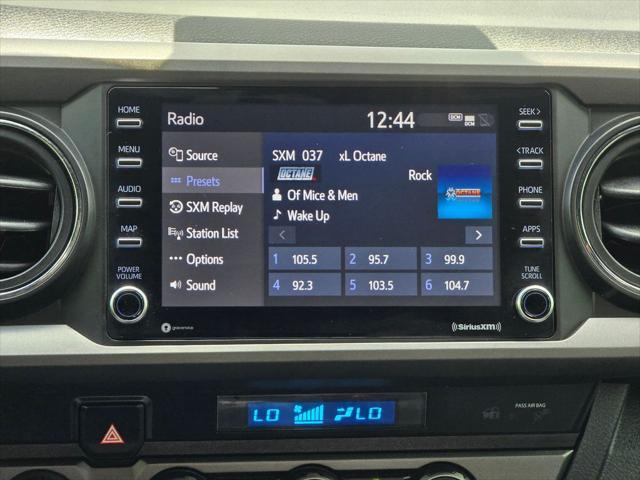 HOME
MENU
AUDIO
MAP
POWER
VOLUME
Radio
12:44
DCM
DCM
Source
Presets
SXM Replay
Station List
Options
Sound
SXM 037 xL Octane
OCTANE
Rock
OCTANE
Of Mice & Men
Wake Up
1 105.5
2 95.7
3 99.9
4 92.3
5 103.5
6 104.7
SEEK>
<TRACK
PHONE
APPS
TUNE
SCROLL
gracenote
SiriusXM
LO LO
PASS AIR BAG